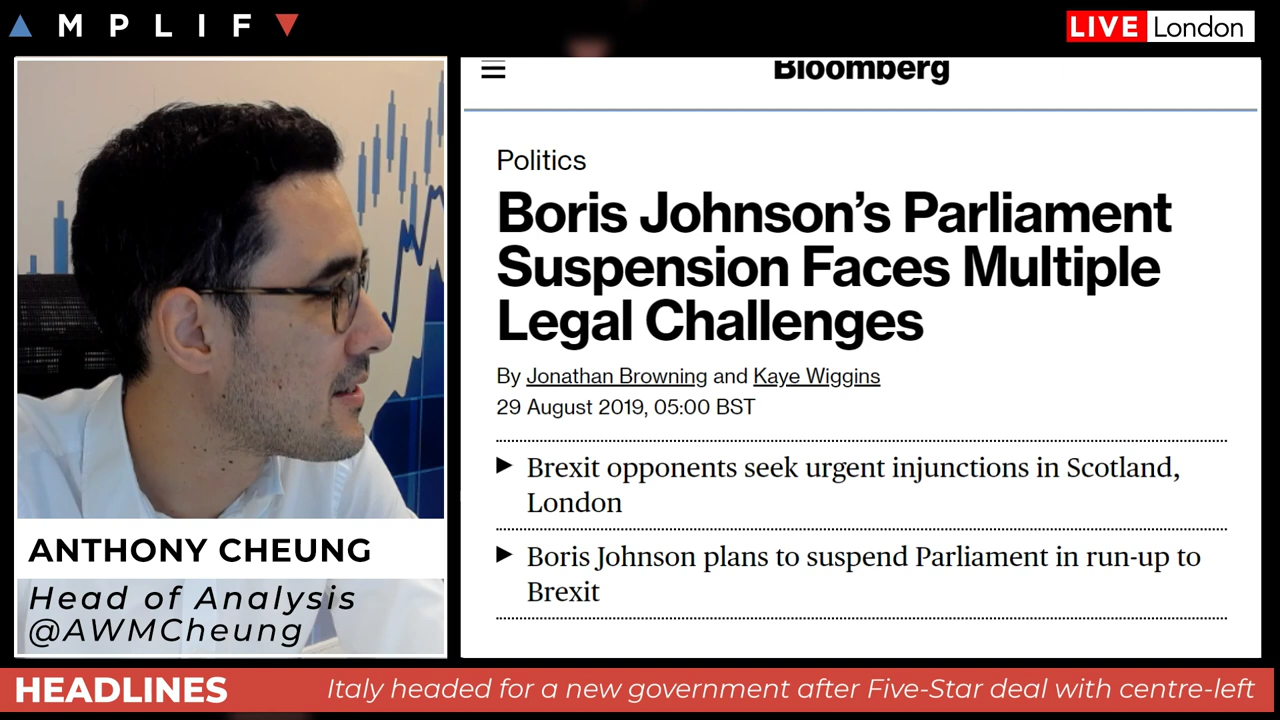 ▲ M P L I F ▼
LIVE London
Bloomberg
Politics
Boris Johnson’s Parliament
Suspension Faces Multiple
Legal Challenges
By Jonathan Browning and Kaye Wiggins
29 August 2019, 05:00 BST
► Brexit opponents seek urgent injunctions in Scotland,
London
► Boris Johnson plans to suspend Parliament in run-up to
Brexit
ANTHONY CHEUNG
Head of Analysis
@AWMCheung
HEADLINES Italy headed for a new government after Five-Star deal with centre-left